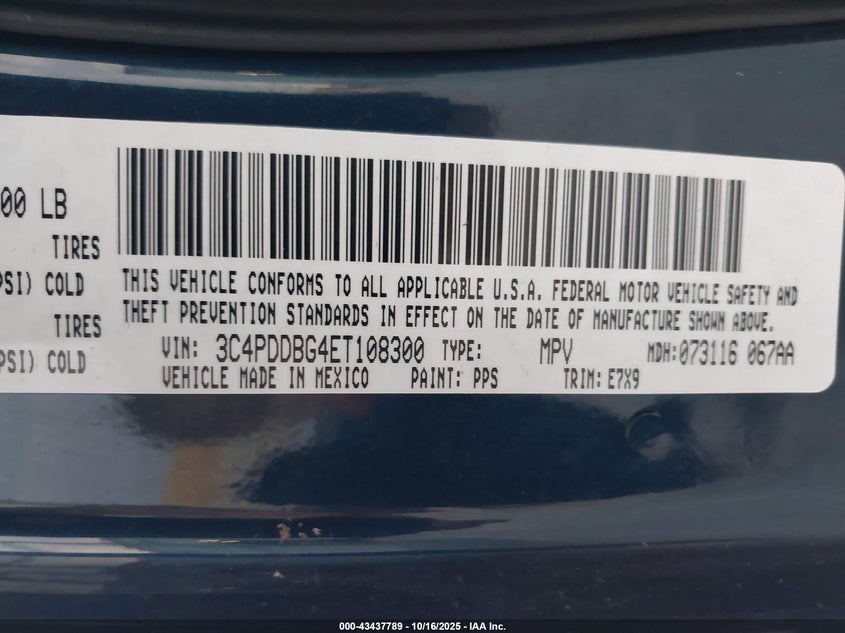 00 LB
TIRES
PSI) COLD
TIRES
PSI) COLD
THIS VEHICLE CONFORMS TO ALL APPLICABLE U.S.A. FEDERAL MOTOR VEHICLE SAFETY AND
THEFT PREVENTION STANDARDS IN EFFECT ON THE DATE OF MANUFACTURE SHOWN ABOVE.
VIN: 3C4PDDBG4ET108300 TYPE: MPV MDH:073116 067AA
VEHICLE MADE IN MEXICO PAINT: PPS TRIM: E7X9
000-43437789 - 10/16/2025 - IAA Inc.